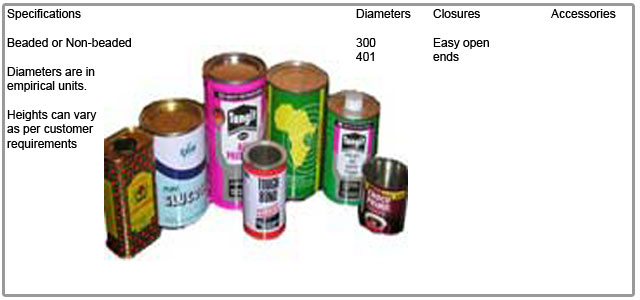 Specifications
Diameters
Closures
Accessories
Beaded or Non-beaded
300
401
Easy open
ends
Diameters are in
empirical units.
Heights can vary
as per customer
requirements
Tangit
TOUCH
BOND